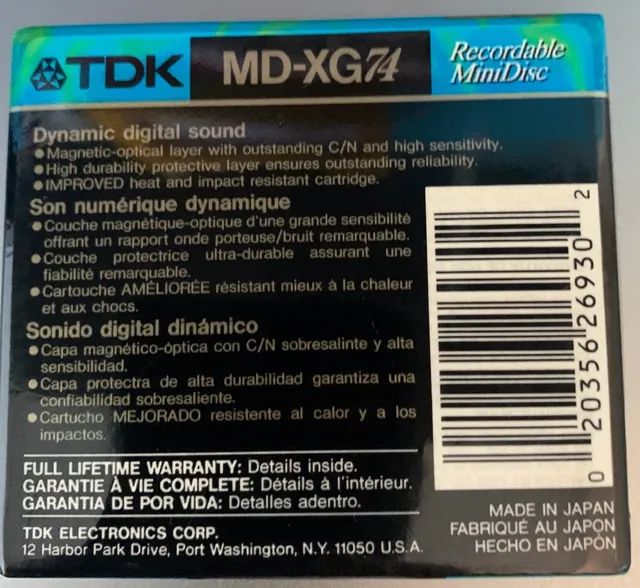 TDK MD-XG74 Recordable
MiniDisc
Dynamic digital sound
●Magnetic-optical layer with outstanding C/N and high sensitivity.
●High durability protective layer ensures outstanding reliability.
●IMPROVED heat and impact resistant cartridge.
Son numérique dynamique
●Couche magnétique-optique d'une grande sensibilité
offrant un rapport onde porteuse/bruit remarquable.
●Couche protectrice ultra-durable assurant une
fiabilité remarquable.
●Cartouche AMÉLIORÉE résistant mieux à la chaleur
et aux chocs.
Sonido digital dinámico
●Capa magnético-óptica con C/N sobresalinte y alta
sensibilidad.
●Capa protectra de alta durabilidad garantiza una
confiabilidad sobresaliente.
●Cartucho MEJORADO resistente al calor y a los
impactos.
0 20356 26930 2
FULL LIFETIME WARRANTY: Details inside.
GARANTIE À VIE COMPLETE: Détails à l'intérieur.
GARANTIA DE POR VIDA: Detalles adentro.
TDK ELECTRONICS CORP.
12 Harbor Park Drive, Port Washington, N.Y. 11050 U.S.A.
MADE IN JAPAN
FABRIQUÉ AU JAPON
HECHO EN JAPÓN